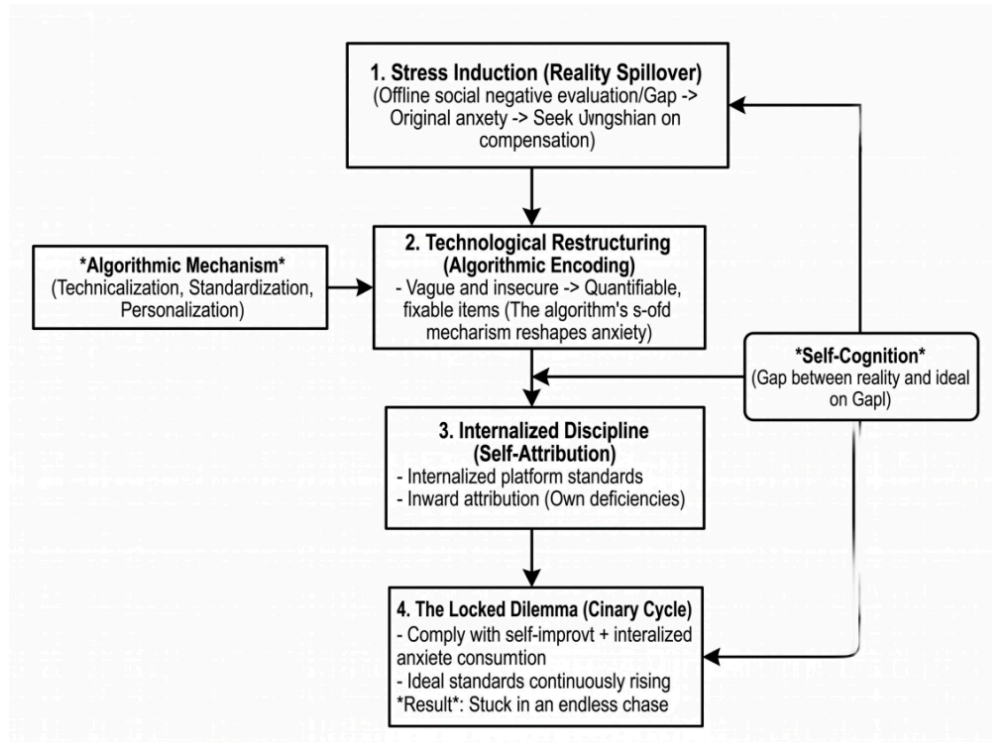 1. Stress Induction (Reality Spillover)
(Offline social negative evaluation/Gap ->
Original anxety -> Seek on
compensation)
*Algorithmic Mechanism*
(Technicalization, Standardization,
Personalization)
2. Technological Restructuring
(Algorithmic Encoding)
- Vague and insecure -> Quantifiable,
fixable items (The algorithm's s-ofd
mecharism reshapes anxiety)
*Self-Cognition*
(Gap between reality and ideal
on Gapl)
3. Internalized Discipline
(Self-Attribution)
- Internalized platform standards
- Inward attribution (Own deficiencies)
4. The Locked Dilemma (Cinary Cycle)
- Comply with self-improvt + interalized
anxiete consumtion
- Ideal standards continuously rising
*Result*: Stuck in an endless chase